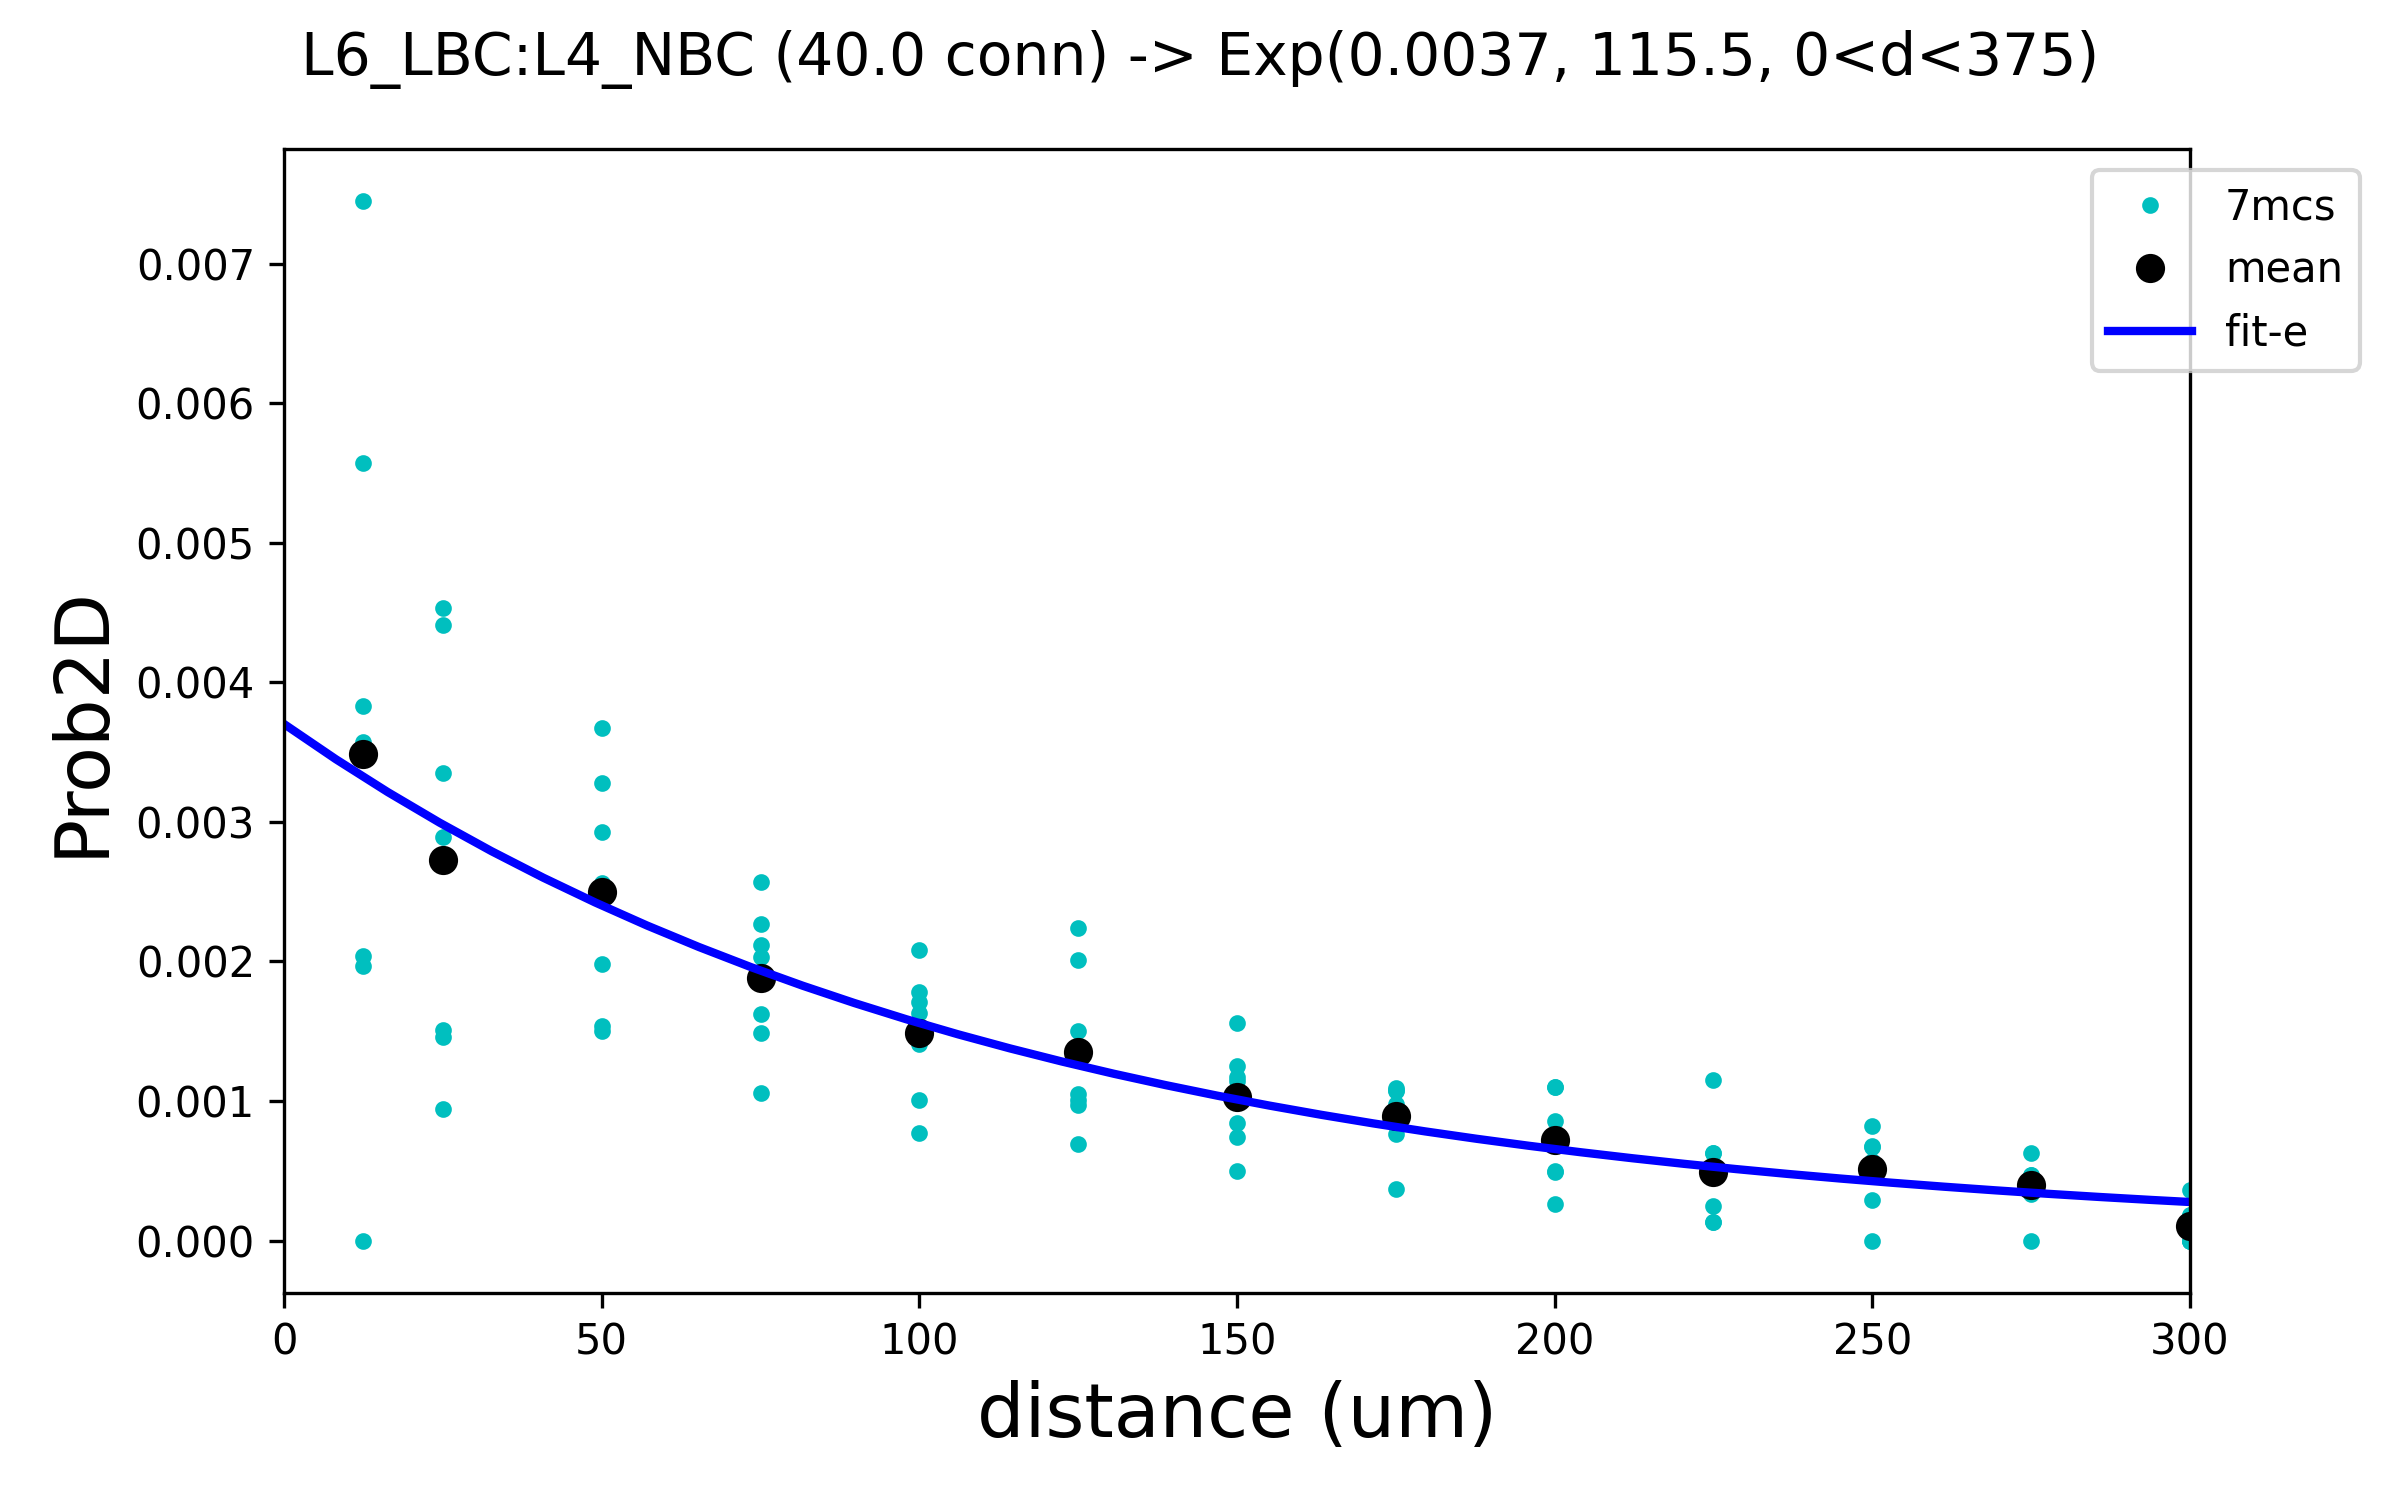 L6_LBC:L4_NBC (40.0 conn) -> Exp(0.0037, 115.5, 0<d<375)
7mcs
mean
fit-e
Prob2D
0.007
0.006
0.005
0.004
0.003
0.002
0.001
0.000
0 50 100 150 200 250 300
distance (um)